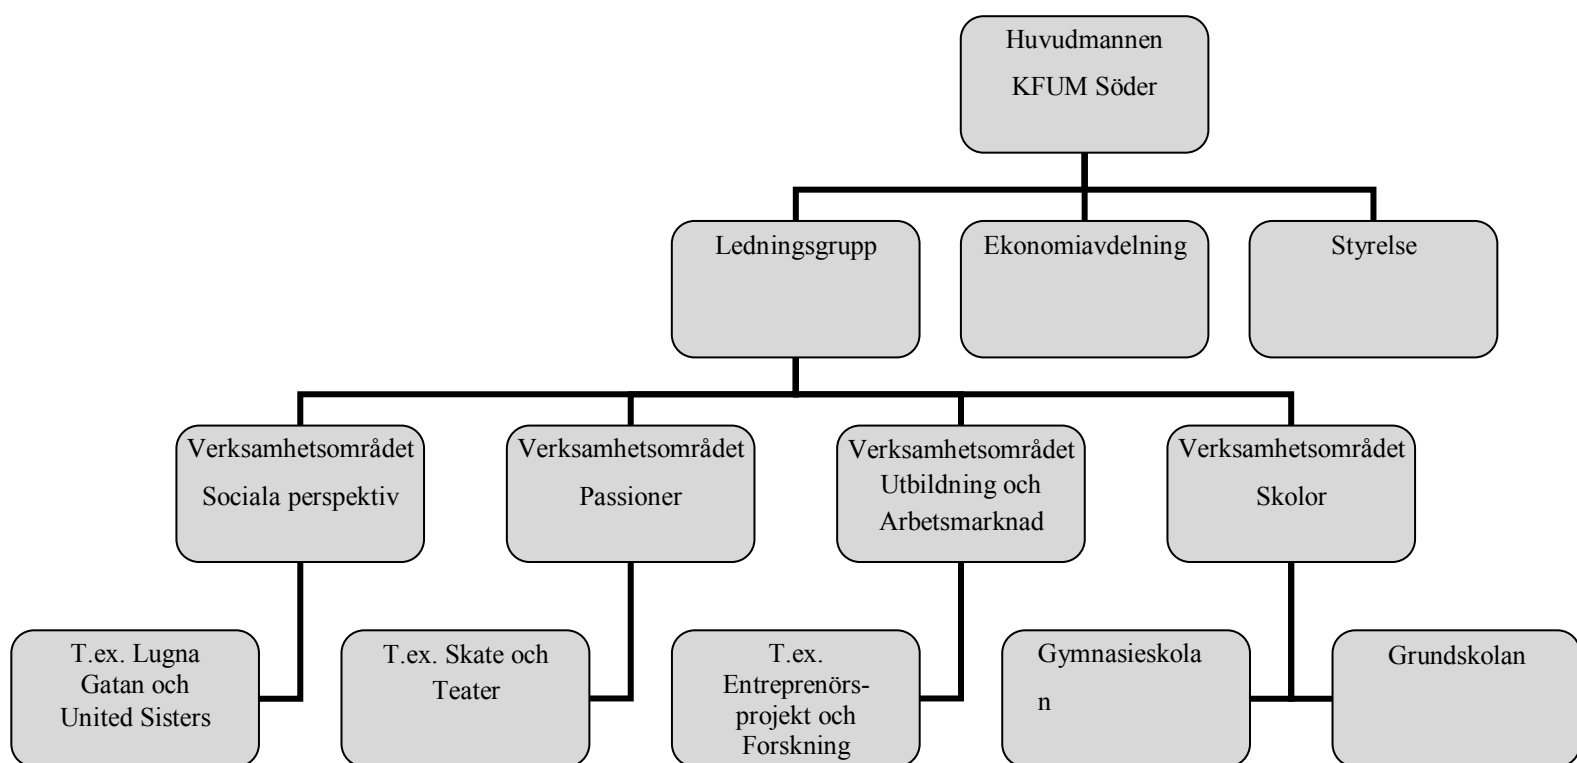 Huvudmannen
KFUM Söder
Ledningsgrupp
Ekonomiavdelning
Styrelse
Verksamhetsområdet
Sociala perspektiv
Verksamhetsområdet
Passioner
Verksamhetsområdet
Utbildning och
Arbetsmarknad
Verksamhetsområdet
Skolor
T.ex. Lugna
Gatan och
United Sisters
T.ex. Skate och
Teater
T.ex.
Entreprenörs-
projekt och
Forskning
Gymnasieskola
n
Grundskolan